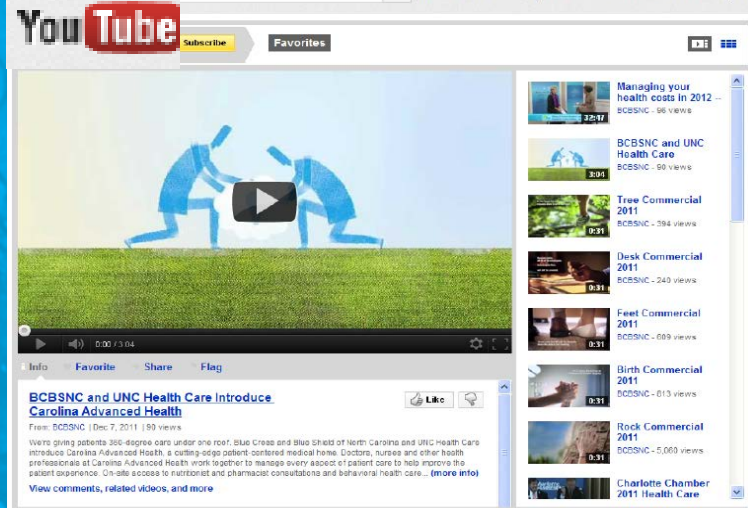 YouTube
Subscribe
Favorites
0:00 / 3:04
Info Favorite Share Flag
BCBSNC and UNC Health Care Introduce
Carolina Advanced Health
Like
From: BCBSNC | Dec 7, 2011 | 90 views
We're giving patients 360-degree care under one roof. Blue Cross and Blue Shield of North Carolina and UNC Health Care
introduce Carolina Advanced Health, a cutting-edge patient-centered medical home. Doctors, nurses and other health
professionals at Carolina Advanced Health work together to manage every aspect of patient care to help improve the
patient experience. On-site access to nutritionist and pharmacist consultations and behavioral health care... (more info)
View comments, related videos, and more
Managing your
health costs in 2012 --
BCBSNC - 96 views
32:47
BCBSNC and UNC
Health Care
BCBSNC - 90 views
3:04
Tree Commercial
2011
BCBSNC - 394 views
0:31
Desk Commercial
2011
BCBSNC - 240 views
0:31
Feet Commercial
2011
BCBSNC - 609 views
0:31
Birth Commercial
2011
BCBSNC - 813 views
0:31
Rock Commercial
2011
BCBSNC - 5,060 views
0:31
Charlotte Chamber
2011 Health Care